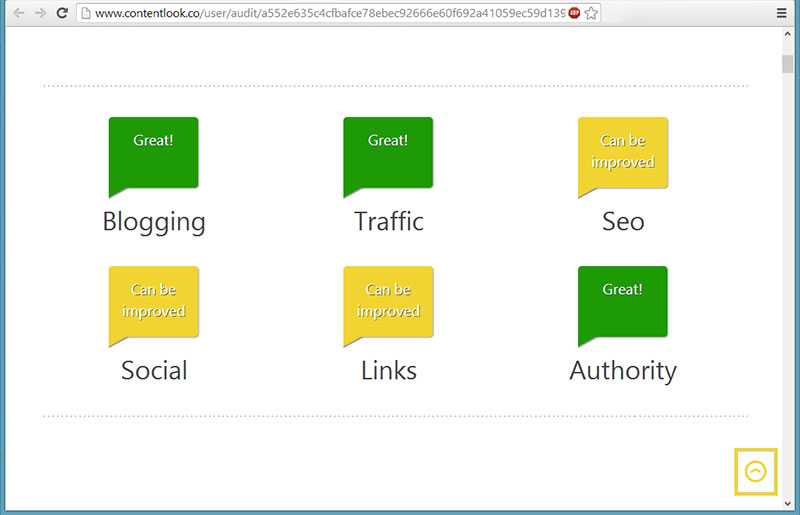 www.contentlook.co/user/audit/a552e635c4cfbafce78ebec92666e60f692a41059ec59d139
ABP
Great!
Great!
Can be
improved
Blogging
Traffic
Seo
Can be
improved
Can be
improved
Great!
Social
Links
Authority